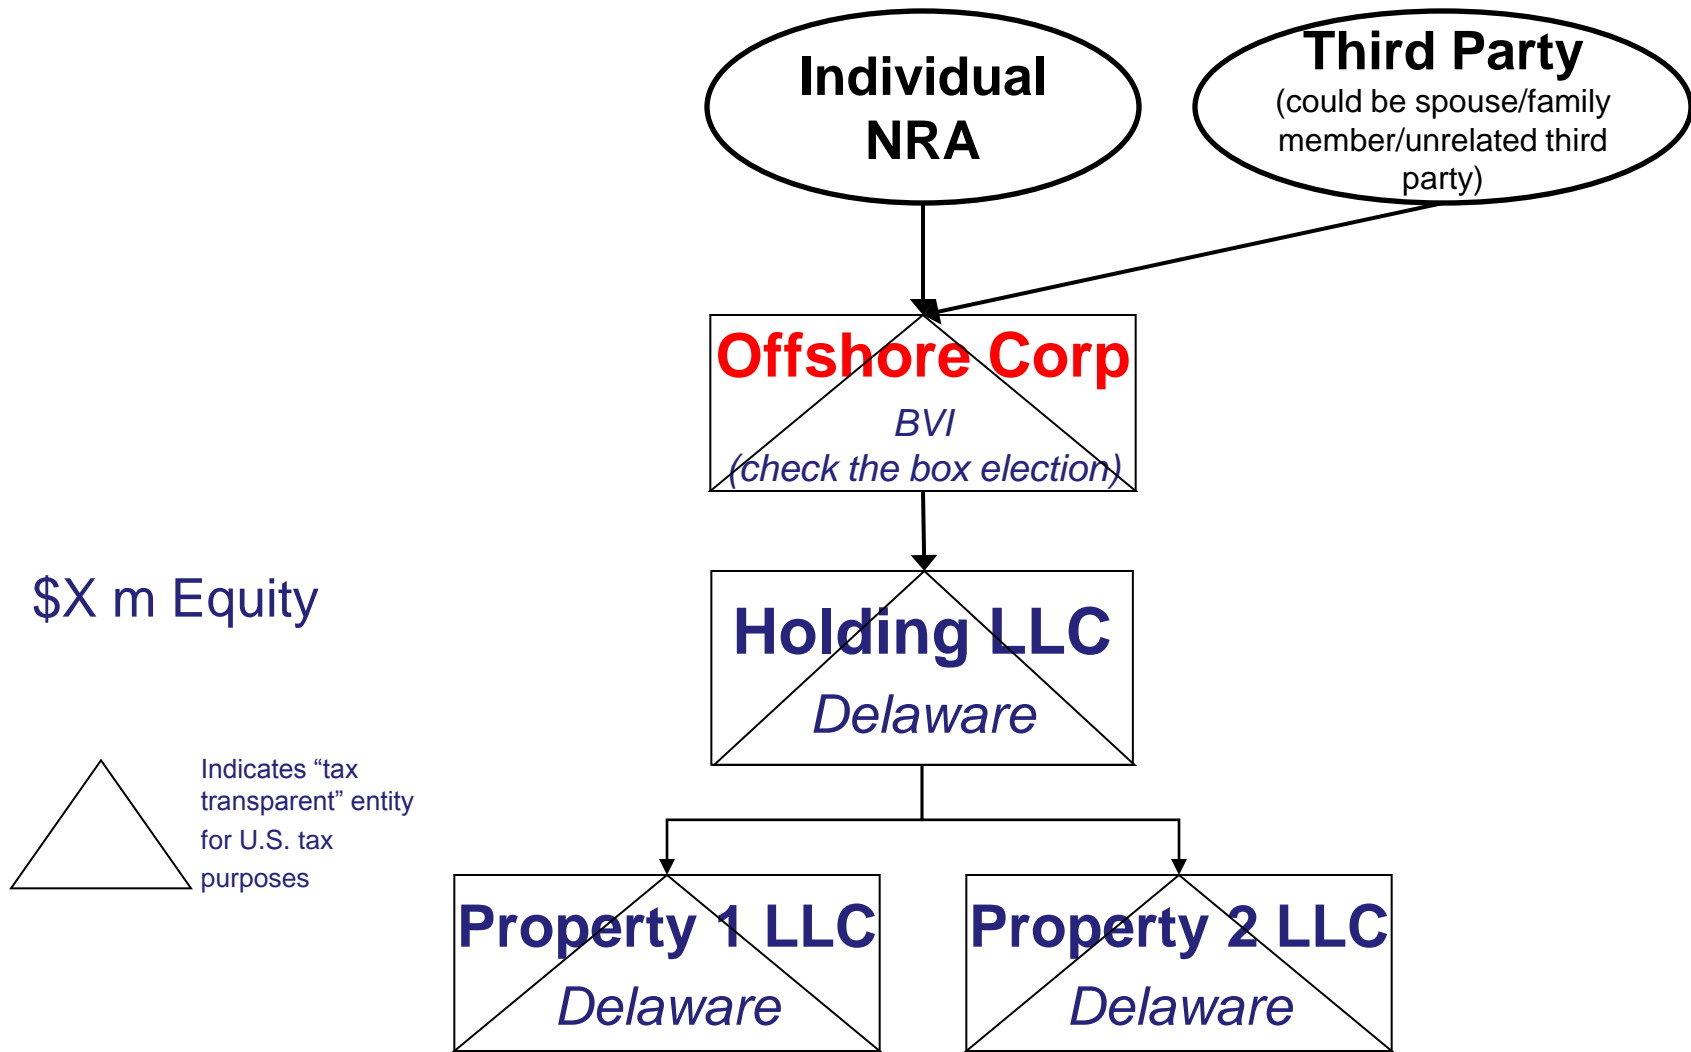 Individual
NRA
Third Party
(could be spouse/family
member/unrelated third
party)
Offshore Corp
BVI
(check the box election)
$X m Equity
Holding LLC
Delaware
Indicates “tax
transparent” entity
for U.S. tax
purposes
Property 1 LLC
Delaware
Property 2 LLC
Delaware